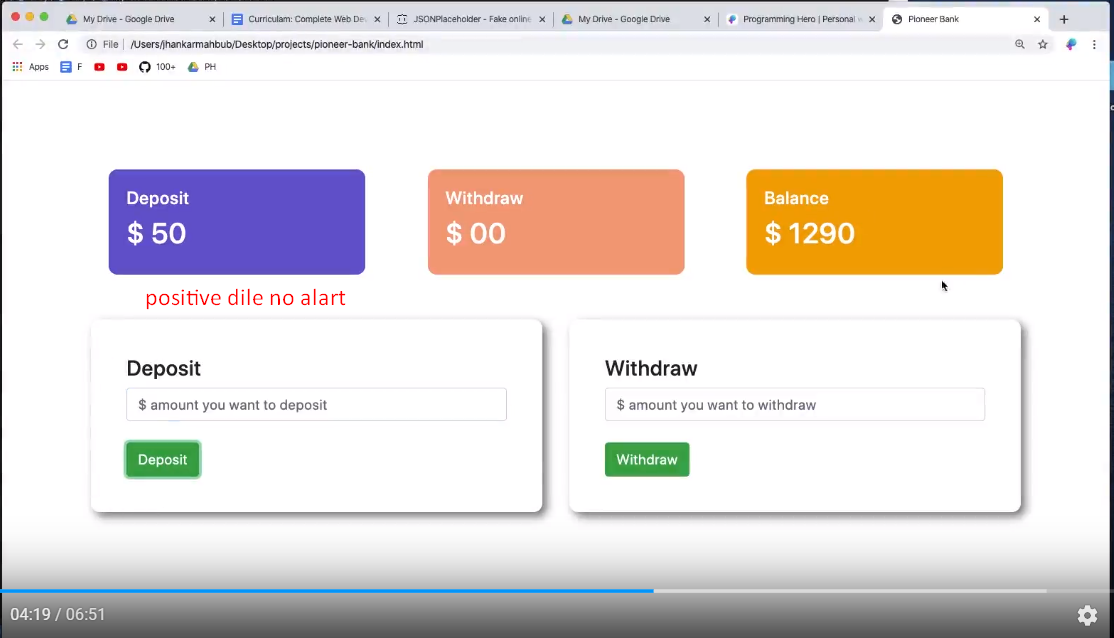 My Drive - Google Drive
Curriculam: Complete Web De
JSONPlaceholder - Fake online
My Drive - Google Drive
Programming Hero | Personal
Pioneer Bank
File /Users/jhankarmahbub/Desktop/projects/pioneer-bank/index.html
Apps F 100+ PH
Deposit Withdraw Balance
$ 50 $ 00 $ 1290
positive dile no alart
Deposit
$ amount you want to deposit
Deposit
Withdraw
$ amount you want to withdraw
Withdraw
04:19 / 06:51